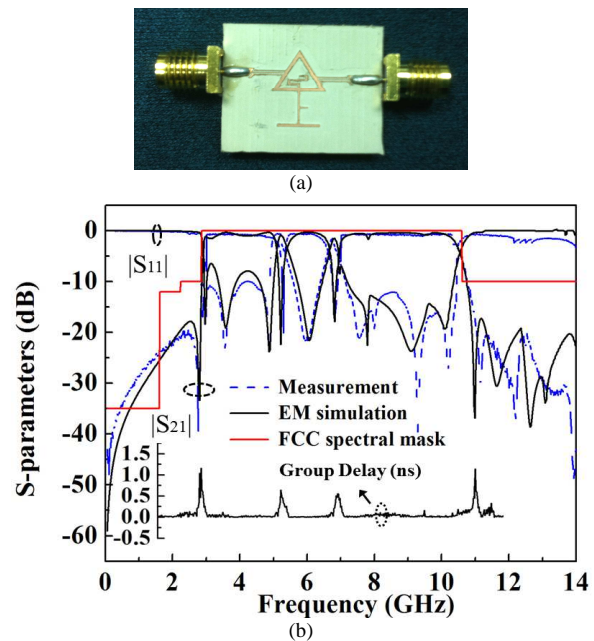 (a)
0
|S11|
-10
S-parameters (dB)
-20
-30
Measurement
EM simulation
|S21|
-40
FCC spectral mask
1.5
Group Delay (ns)
1.0
0.5
-50
0.0
-0.5
-60
0 2 4 6 8 10 12 14
Frequency (GHz)
(b)